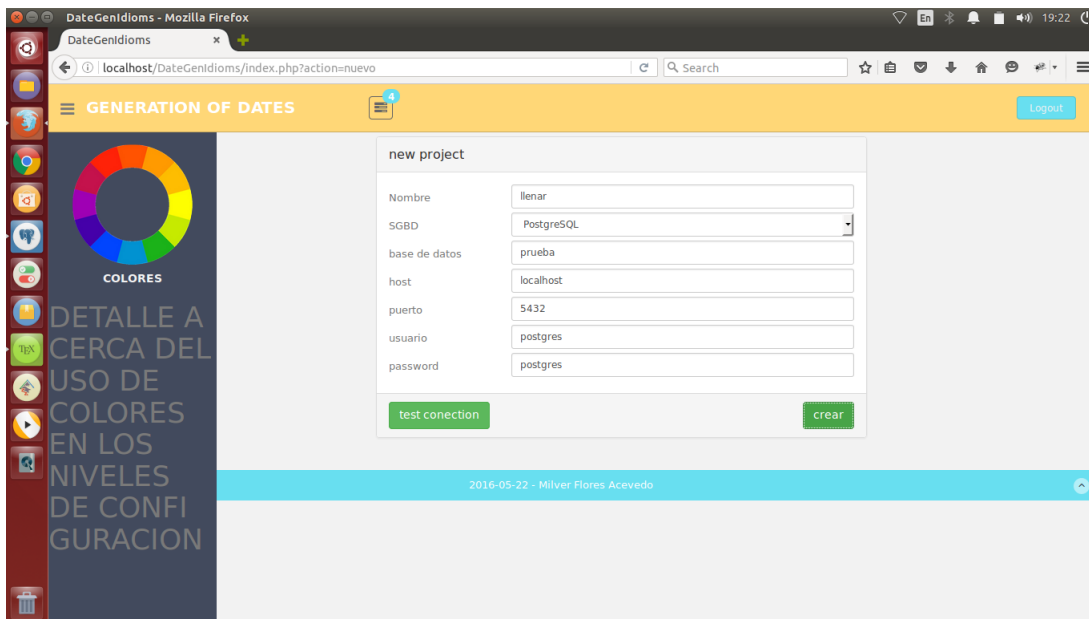 DateGenIdioms - Mozilla Firefox
En
19:22
DateGenIdioms
localhost/DateGenIdioms/index.php?action=nuevo
Search
GENERATION OF DATES
4
Logout
COLORES
DETALLE A
CERCA DEL
USO DE
COLORES
EN LOS
NIVELES
DE CONFI
GURACION
new project
Nombre
llenar
SGBD
PostgreSQL
base de datos
prueba
host
localhost
puerto
5432
usuario
postgres
password
postgres
test conection
crear
2016-05-22 - Milver Flores Acevedo
TEX